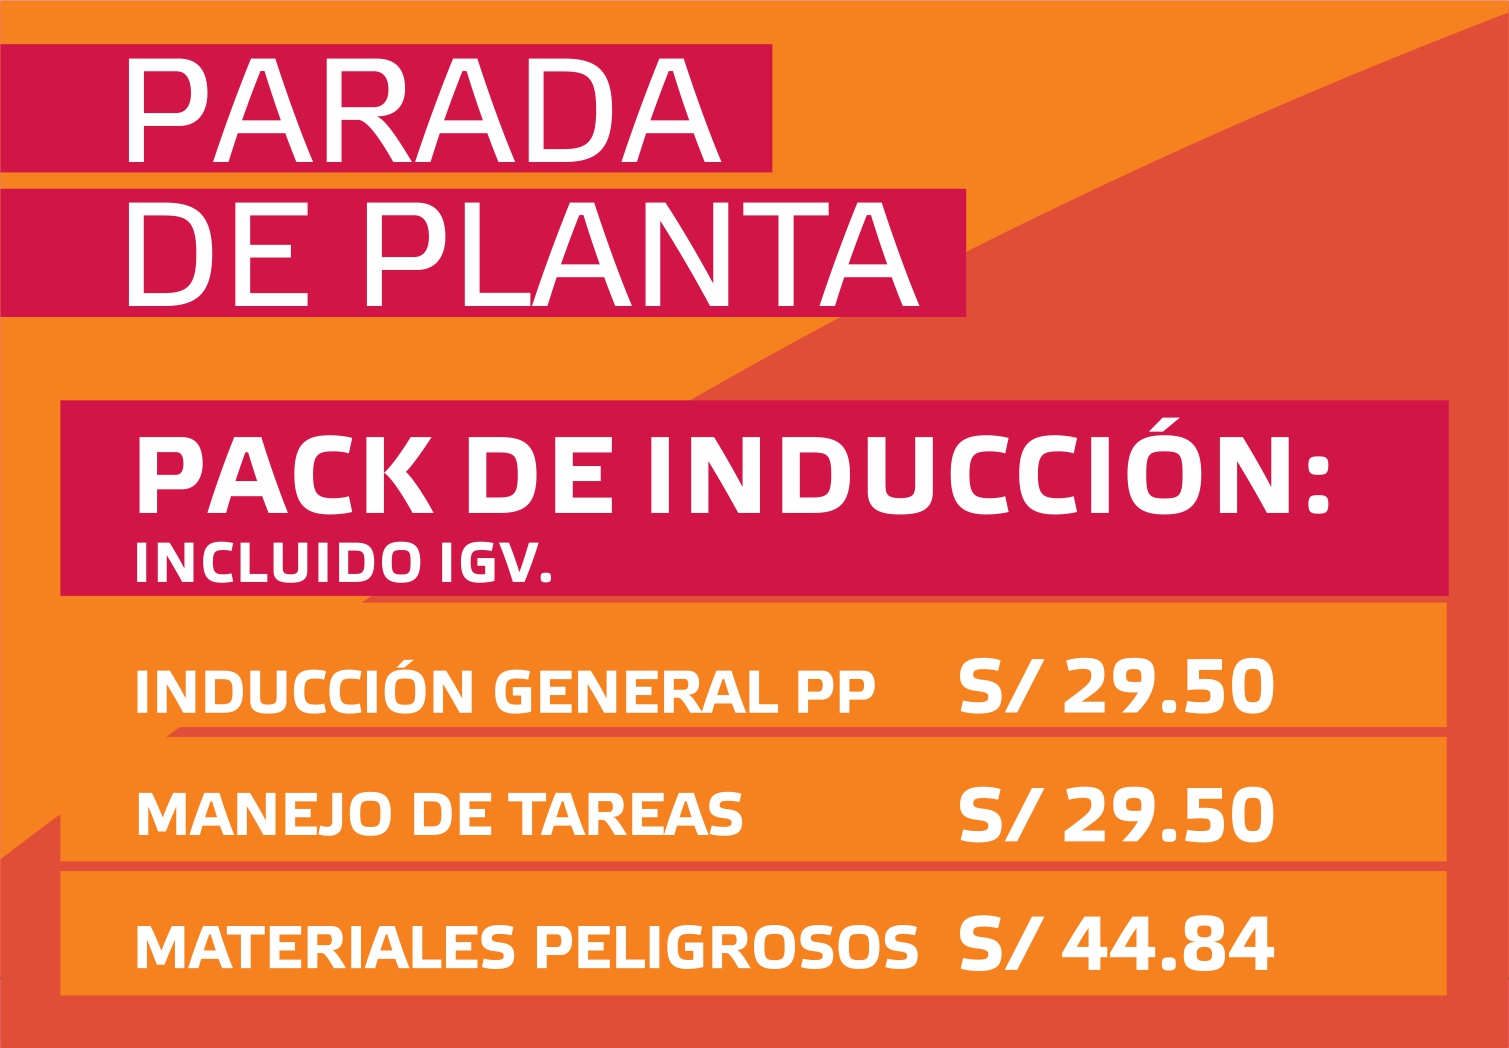 PARADA
DE PLANTA
PACK DE INDUCCIÓN:
INCLUIDO IGV.
INDUCCIÓN GENERAL PP S/ 29.50
MANEJO DE TAREAS S/ 29.50
MATERIALES PELIGROSOS S/ 44.84